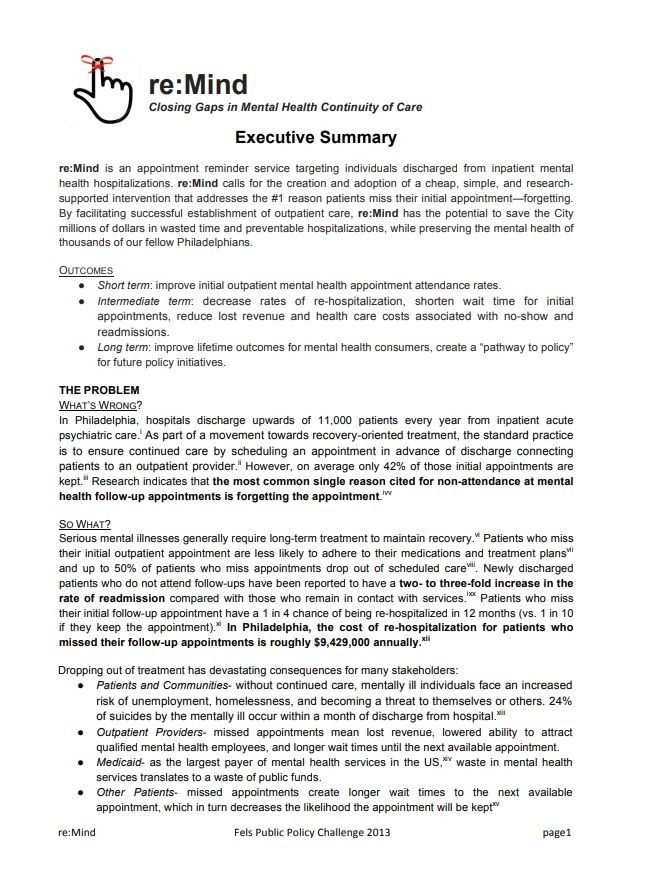 re:Mind
Closing Gaps in Mental Health Continuity of Care
Executive Summary
re:Mind is an appointment reminder service targeting individuals discharged from inpatient mental
health hospitalizations. re:Mind calls for the creation and adoption of a cheap, simple, and research-
supported intervention that addresses the #1 reason patients miss their initial appointment—forgetting.
By facilitating successful establishment of outpatient care, re:Mind has the potential to save the City
millions of dollars in wasted time and preventable hospitalizations, while preserving the mental health of
thousands of our fellow Philadelphians.
OUTCOMES
● Short term: improve initial outpatient mental health appointment attendance rates.
● Intermediate term: decrease rates of re-hospitalization, shorten wait time for initial
appointments, reduce lost revenue and health care costs associated with no-show and
readmissions.
● Long term: improve lifetime outcomes for mental health consumers, create a “pathway to policy”
for future policy initiatives.
THE PROBLEM
WHAT’S WRONG?
In Philadelphia, hospitals discharge upwards of 11,000 patients every year from inpatient acute
psychiatric care.i As part of a movement towards recovery-oriented treatment, the standard practice
is to ensure continued care by scheduling an appointment in advance of discharge connecting
patients to an outpatient provider.ii However, on average only 42% of those initial appointments are
kept.iii Research indicates that the most common single reason cited for non-attendance at mental
health follow-up appointments is forgetting the appointment.ivv
SO WHAT?
Serious mental illnesses generally require long-term treatment to maintain recovery.vi Patients who miss
their initial outpatient appointment are less likely to adhere to their medications and treatment plansvii
and up to 50% of patients who miss appointments drop out of scheduled careviii. Newly discharged
patients who do not attend follow-ups have been reported to have a two- to three-fold increase in the
rate of readmission compared with those who remain in contact with services.ixx Patients who miss
their initial follow-up appointment have a 1 in 4 chance of being re-hospitalized in 12 months (vs. 1 in 10
if they keep the appointment).xi In Philadelphia, the cost of re-hospitalization for patients who
missed their follow-up appointments is roughly $9,429,000 annually.xii
Dropping out of treatment has devastating consequences for many stakeholders:
● Patients and Communities- without continued care, mentally ill individuals face an increased
risk of unemployment, homelessness, and becoming a threat to themselves or others. 24%
of suicides by the mentally ill occur within a month of discharge from hospital.xiii
● Outpatient Providers- missed appointments mean lost revenue, lowered ability to attract
qualified mental health employees, and longer wait times until the next available appointment.
● Medicaid- as the largest payer of mental health services in the US,xiv waste in mental health
services translates to a waste of public funds.
● Other Patients- missed appointments create longer wait times to the next available
appointment, which in turn decreases the likelihood the appointment will be keptxv
re:Mind Fels Public Policy Challenge 2013 page1